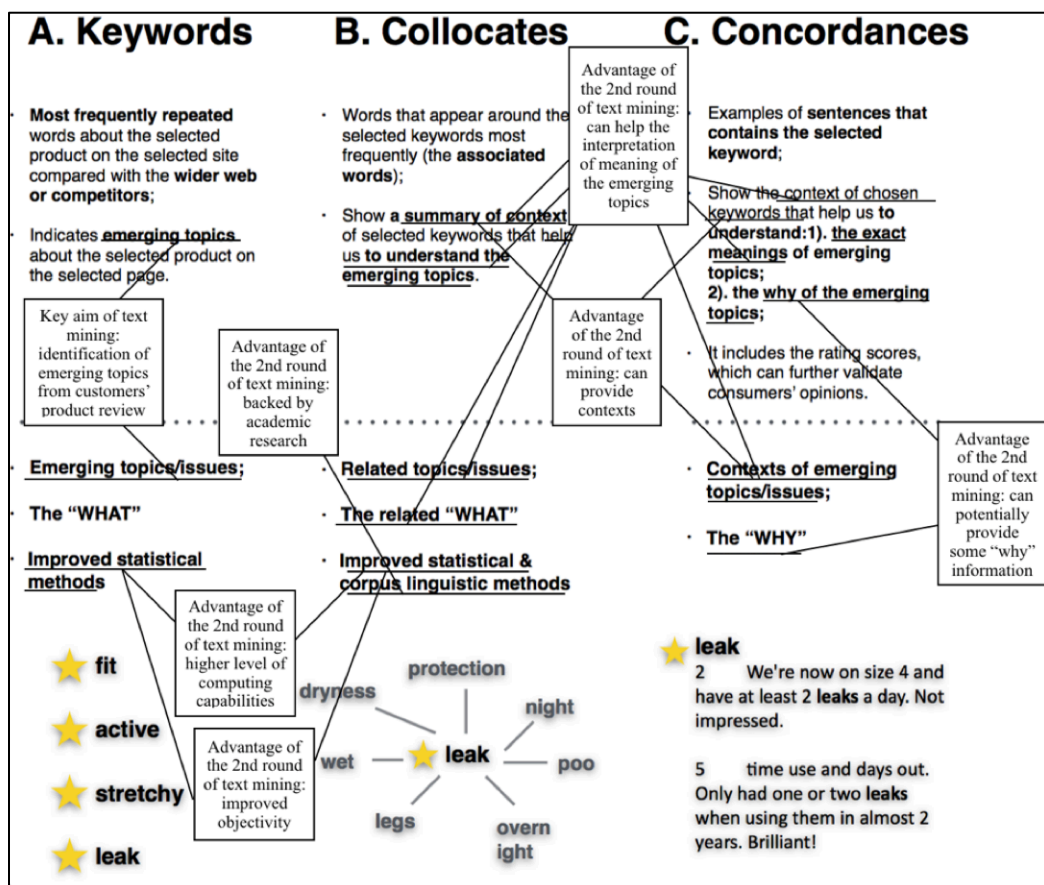 A. Keywords
Most frequently repeated
words about the selected
product on the selected site
compared with the wider web
or competitors;
Indicates emerging topics
about the selected product on
the selected page.
Key aim of text
mining:
identification of
emerging topics
from customers'
product review
Advantage of
the 2nd round
of text mining:
backed by
academic
research
Emerging topics/issues;
The "WHAT"
Improved statistical
methods
Advantage of
the 2nd round
of text mining:
higher level of
computing
capabilities
Advantage of
the 2nd round
of text mining:
improved
objectivity
fit
active
stretchy
leak
B. Collocates
Words that appear around the
selected keywords most
frequently (the associated
words);
Show a summary of context
of selected keywords that help
us to understand the
emerging topics.
Advantage of
the 2nd round
of text mining:
can help the
interpretation
of meaning of
the emerging
topics
Advantage
of the 2nd
round of text
mining: can
provide
contexts
Related topics/issues;
The related "WHAT"
Improved statistical &
corpus linguistic methods
protection
dryness
night
wet
leak
poo
legs
overn
ight
C. Concordances
Examples of sentences that
contains the selected
keyword;
Show the context of chosen
keywords that help us to
understand:1). the exact
meanings of emerging
topics;
2). the why of the emerging
topics;
It includes the rating scores,
which can further validate
consumers' opinions.
Advantage of
the 2nd
round of text
mining: can
potentially
provide
some "why"
information
Contexts of emerging
topics/issues;
The "WHY"
leak
2 We're now on size 4 and
have at least 2 leaks a day. Not
impressed.
5 time use and days out.
Only had one or two leaks
when using them in almost 2
years. Brilliant!